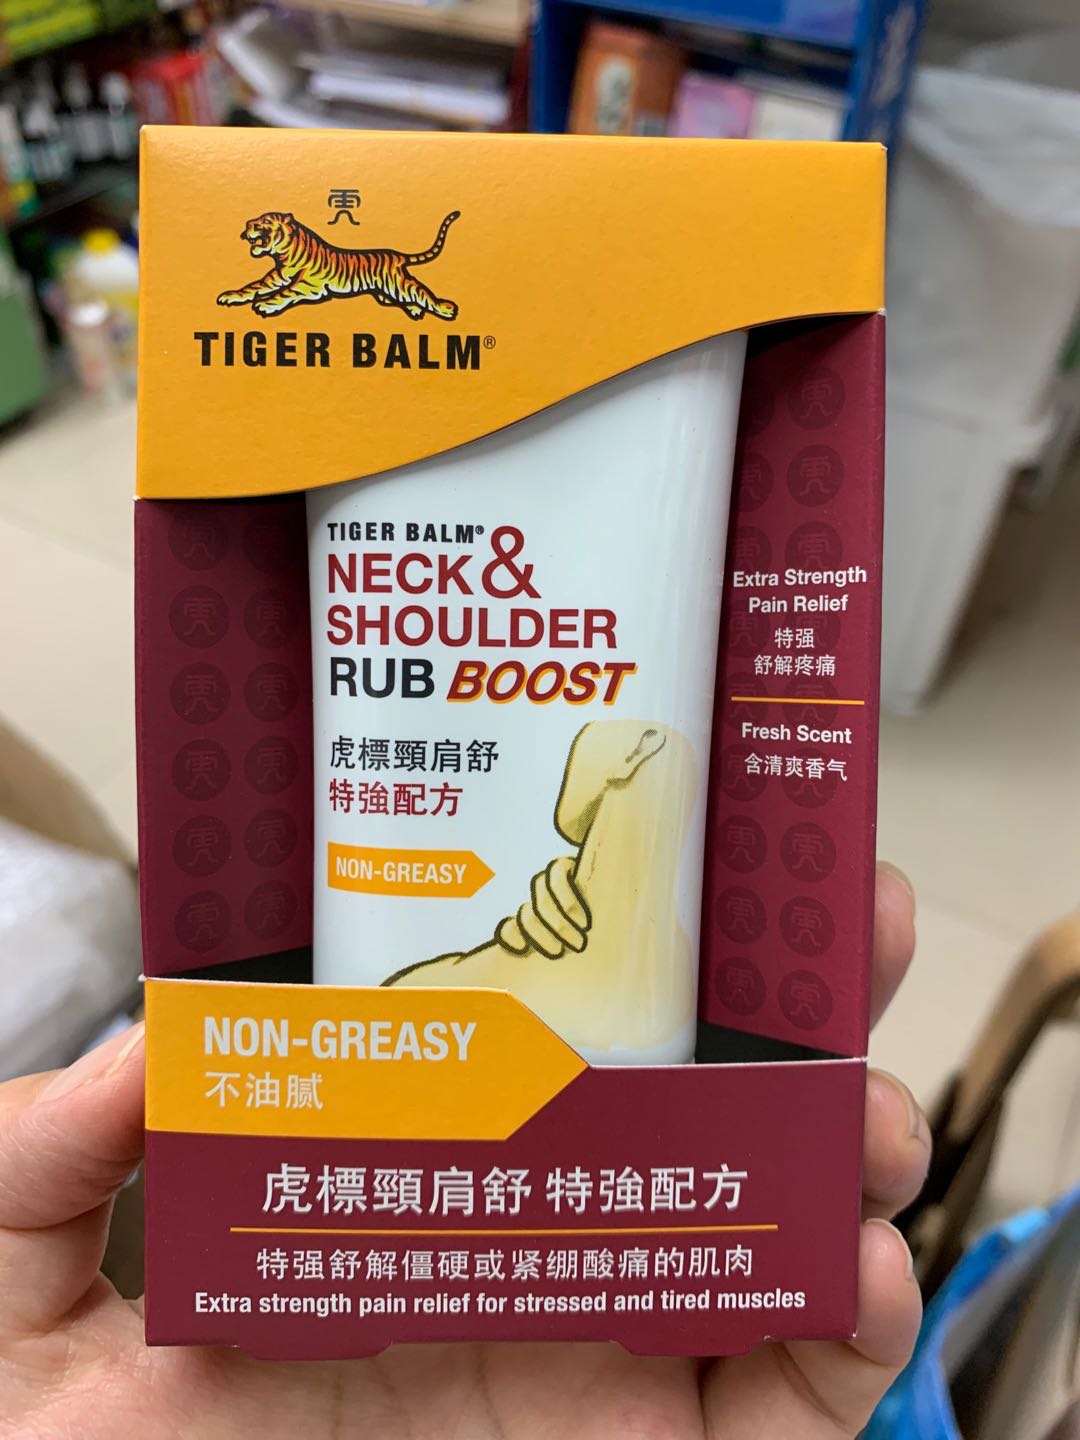 TIGER BALM®
TIGER BALM®
NECK &
SHOULDER
RUB BOOST
虎標頸肩舒
特強配方
NON-GREASY
Extra Strength
Pain Relief
特强
舒解疼痛
Fresh Scent
含清爽香气
NON-GREASY
不油腻
虎標頸肩舒 特強配方
特强舒解僵硬或紧绷酸痛的肌肉
Extra strength pain relief for stressed and tired muscles